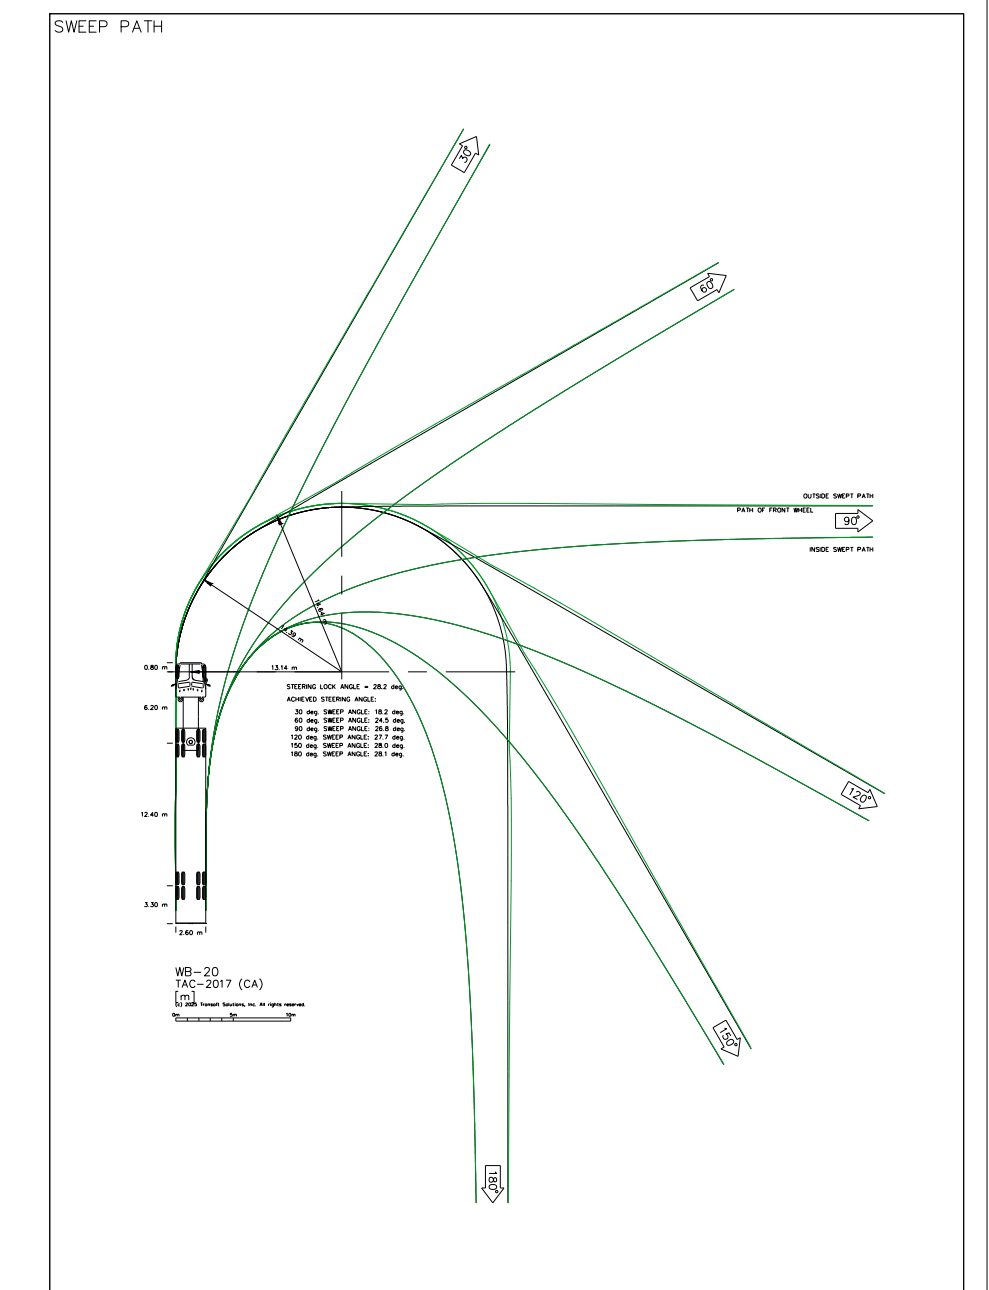 SWEEP PATH
30°
60°
OUTSIDE SWEPT PATH
PATH OF FRONT WHEEL
90°
INSIDE SWEPT PATH
14.64 m
14.39 m
0.80 m
13.14 m
STEERING LOCK ANGLE = 28.2 deg.
ACHIEVED STEERING ANGLE:
30 deg. SWEEP ANGLE: 18.2 deg.
60 deg. SWEEP ANGLE: 24.5 deg.
90 deg. SWEEP ANGLE: 26.8 deg.
120 deg. SWEEP ANGLE: 27.7 deg.
150 deg. SWEEP ANGLE: 28.0 deg.
180 deg. SWEEP ANGLE: 28.1 deg.
6.20 m
120°
12.40 m
3.30 m
2.60 m
WB-20
TAC-2017 (CA)
[m]
(c) 2025 Transoft Solutions, Inc. All rights reserved.
0m 5m 10m
150°
180°